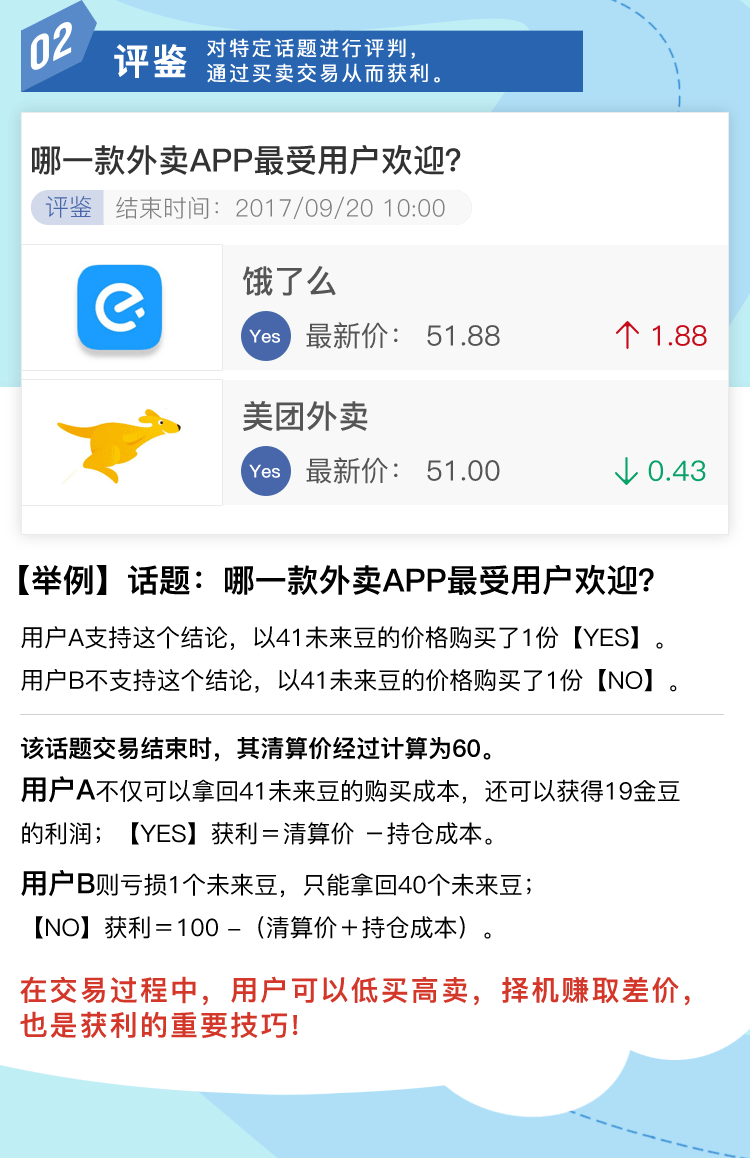 02
评鉴
对特定话题进行评判，
通过买卖交易从而获利。
哪一款外卖APP最受用户欢迎？
评鉴 结束时间：2017/09/20 10:00
饿了么
Yes 最新价： 51.88 ↑ 1.88
美团外卖
Yes 最新价： 51.00 ↓ 0.43
【举例】话题：哪一款外卖APP最受用户欢迎？
用户A支持这个结论，以41未来豆的价格购买了1份【YES】。
用户B不支持这个结论，以41未来豆的价格购买了1份【NO】。
该话题交易结束时，其清算价经过计算为60。
用户A不仅可以拿回41未来豆的购买成本，还可以获得19金豆
的利润；【YES】获利＝清算价 －持仓成本。
用户B则亏损1个未来豆，只能拿回40个未来豆；
【NO】获利＝100 –（清算价＋持仓成本）。
在交易过程中，用户可以低买高卖，择机赚取差价，
也是获利的重要技巧！